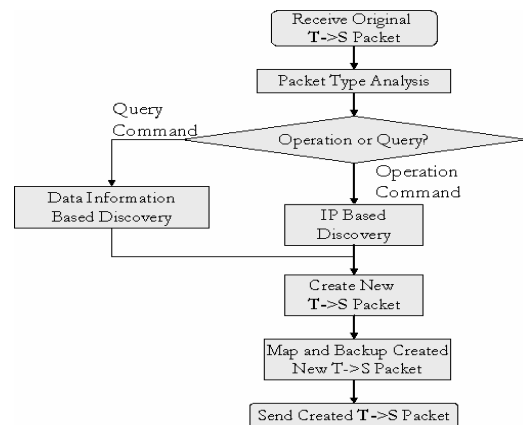 Receive Original
T->S Packet
Packet Type Analysis
Query
Command
Operation or Query?
Operation
Command
Data Information
Based Discovery
IP Based
Discovery
Create New
T->S Packet
Map and Backup Created
New T->S Packet
Send Created T->S Packet